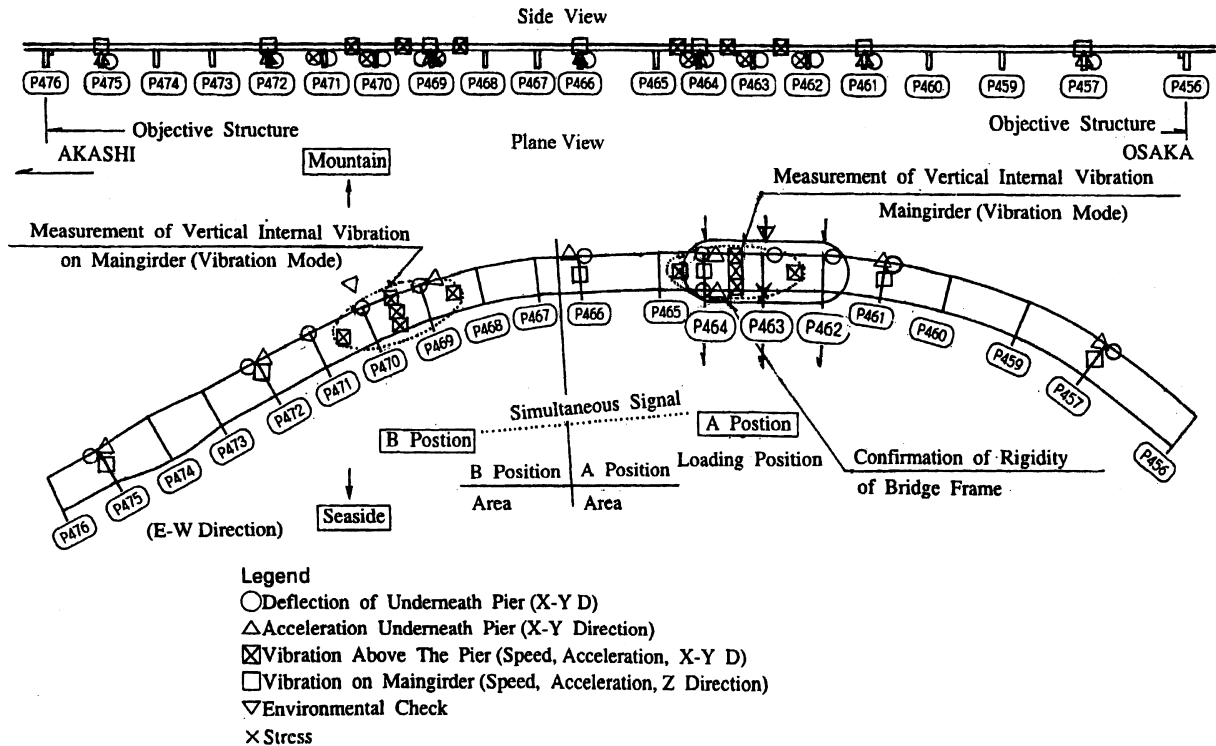 Side View
P476 P475 P474 P473 P472 P471 P470 P469 P468 P467 P466 P465 P464 P463 P462 P461 P460 P459 P457 P456
Objective Structure
Objective Structure
AKASHI
Plane View
OSAKA
Mountain
Measurement of Vertical Internal Vibration
Maingirder (Vibration Mode)
Measurement of Vertical Internal Vibration
on Maingirder (Vibration Mode)
P476 P475 P474 P473 P472 P471 P470 P469 P468 P467 P466 P465 P464 P463 P462 P461 P460 P459 P457 P456
Simultaneous Signal
B Postion
A Postion
B Position
Area
A Position
Area
Loading Position
Confirmation of Rigidity
of Bridge Frame
(E-W Direction)
Seaside
Legend
Deflection of Underneath Pier (X-Y D)
Acceleration Underneath Pier (X-Y Direction)
Vibration Above The Pier (Speed, Acceleration, X-Y D)
Vibration on Maingirder (Speed, Acceleration, Z Direction)
Environmental Check
Stress